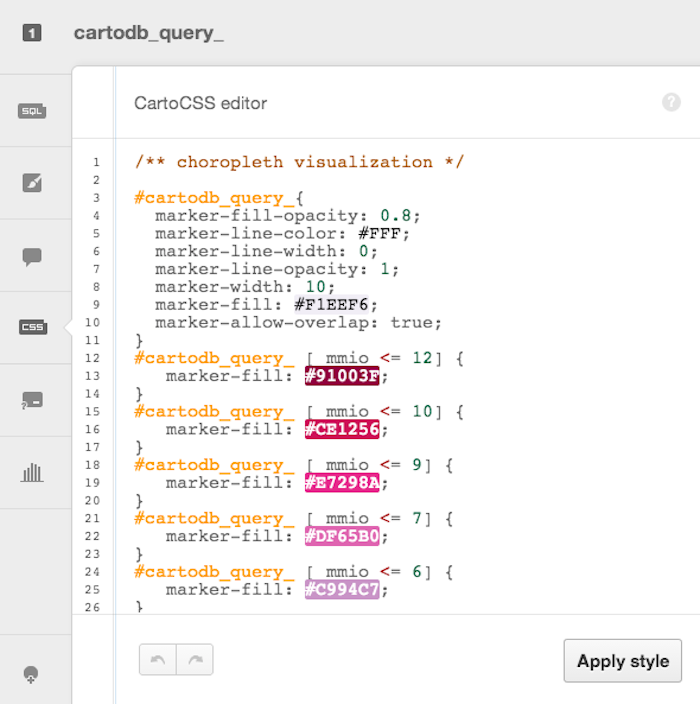 1 cartodb_query_
SQL
CartoCSS editor
?
1 /** choropleth visualization */
2
3 #cartodb_query_{
4 marker-fill-opacity: 0.8;
5 marker-line-color: #FFF;
6 marker-line-width: 0;
7 marker-line-opacity: 1;
8 marker-width: 10;
9 marker-fill: #F1EEF6;
10 marker-allow-overlap: true;
11 }
12 #cartodb_query_ [ mmio <= 12] {
13 marker-fill: #91003F;
14 }
15 #cartodb_query_ [ mmio <= 10] {
16 marker-fill: #CE1256;
17 }
18 #cartodb_query_ [ mmio <= 9] {
19 marker-fill: #E7298A;
20 }
21 #cartodb_query_ [ mmio <= 7] {
22 marker-fill: #DF65B0;
23 }
24 #cartodb_query_ [ mmio <= 6] {
25 marker-fill: #C994C7;
26 }
CSS
Apply style